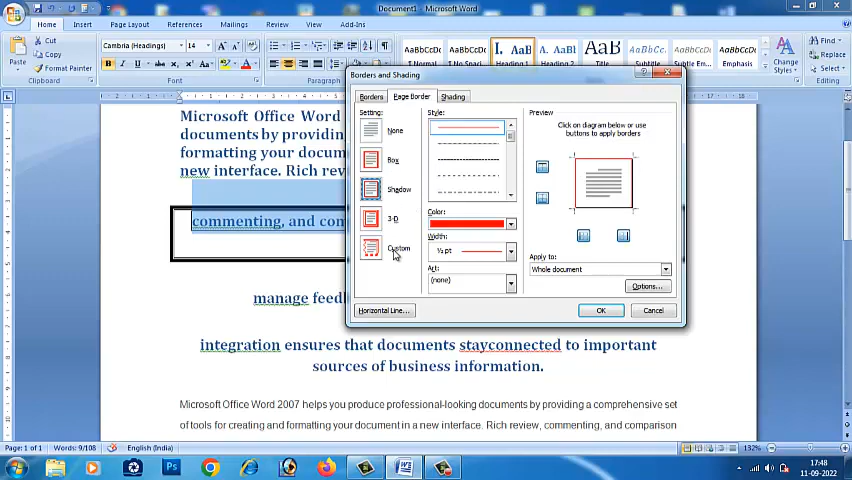 Document1 - Microsoft Word
Home Insert Page Layout References Mailings Review View Add-Ins
Paste
Cut
Copy
Format Painter
Clipboard
Cambria (Headings) 14
Font
AaBbCcDc AaBbCcDc AaBbC AaBbCc AaBb AaBbCc. AaBbCcDt AaBbCcDt
¶ Normal ¶ No Spaci... Heading 1 Heading 2 Title Subtitle Subtle Em... Emphasis
Change Styles
Find
Replace
Select
Editing
Microsoft Office Word
documents by providing
formatting your docum
new interface. Rich rev
commenting, and con
manage feedl
integration ensures that documents stayconnected to important
sources of business information.
Microsoft Office Word 2007 helps you produce professional-looking documents by providing a comprehensive set
of tools for creating and formatting your document in a new interface. Rich review, commenting, and comparison
Borders and Shading
Borders Page Border Shading
Setting:
None
Box
Shadow
3-D
Custom
Style:
Color:
Width:
½ pt
Art:
(none)
Preview
Click on diagram below or use
buttons to apply borders
Apply to:
Whole document
Options...
Horizontal Line...
OK Cancel
Page: 1 of 1 Words: 9/108 English (India) 132%
17:48
11-09-2022